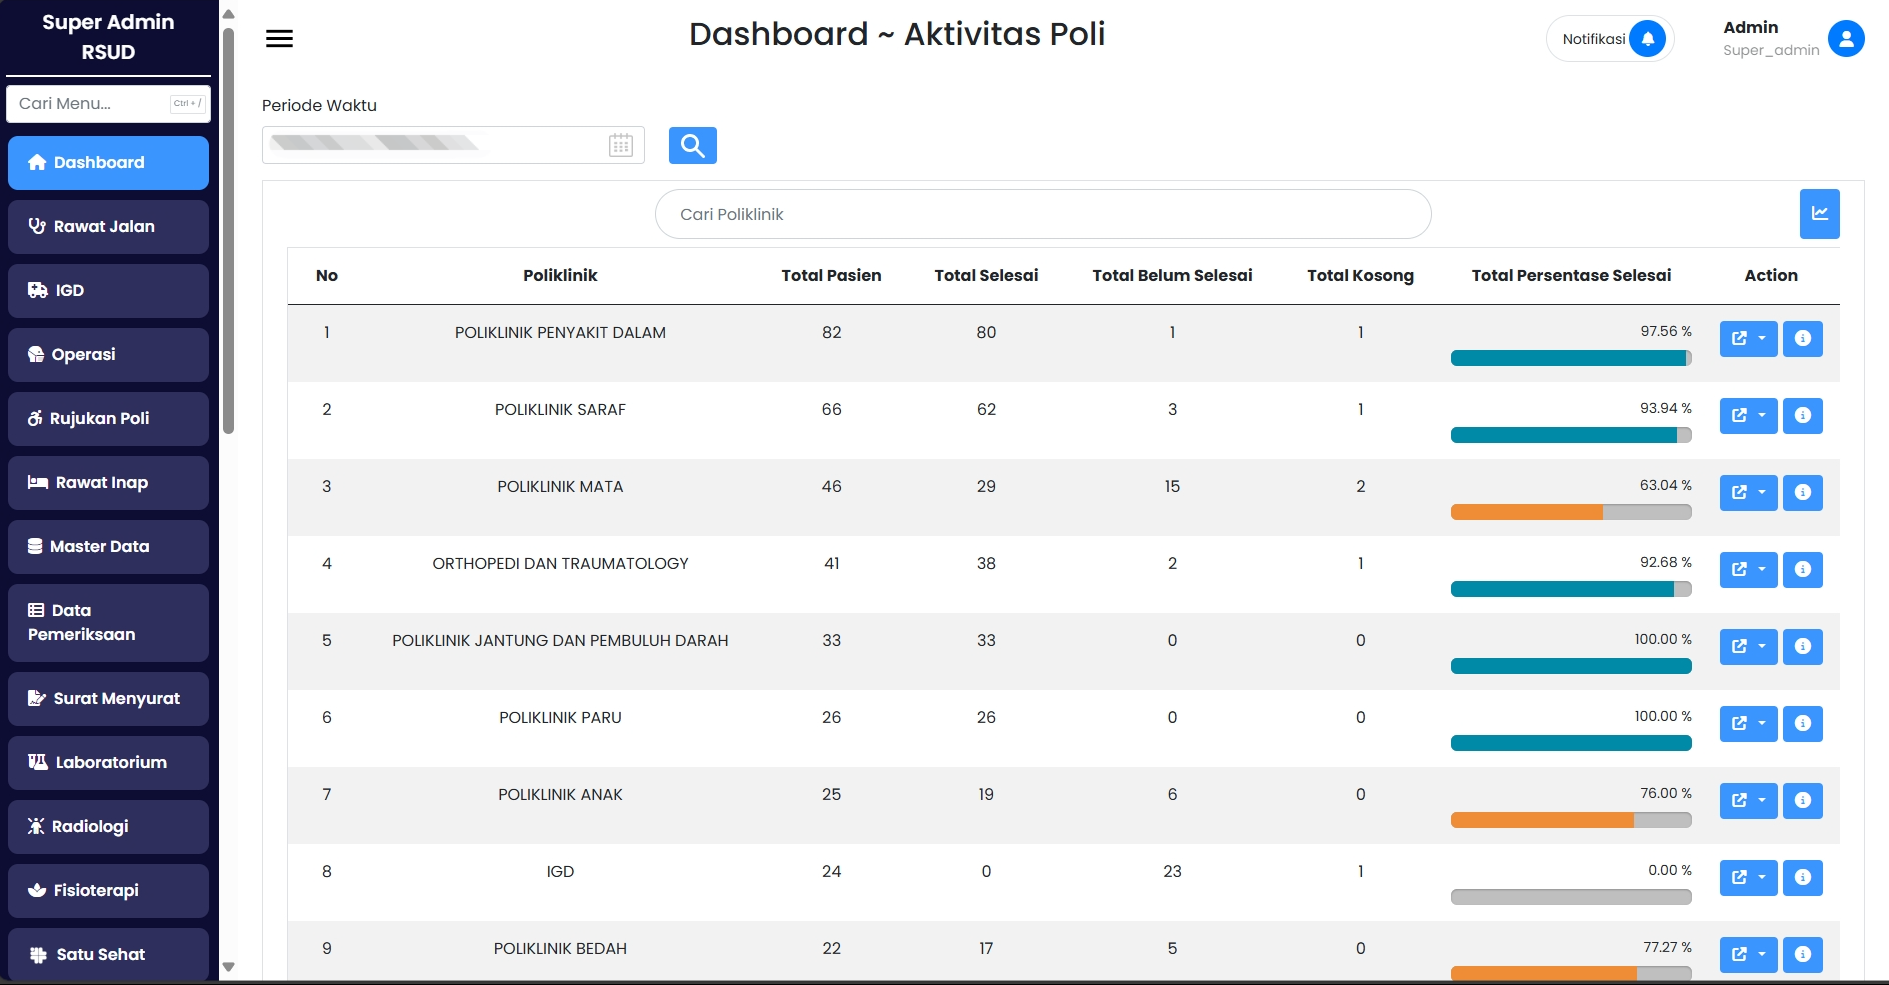 Super Admin
RSUD
Cari Menu...
Ctrl + /
Dashboard
Rawat Jalan
IGD
Operasi
Rujukan Poli
Rawat Inap
Master Data
Data
Pemeriksaan
Surat Menyurat
Laboratorium
Radiologi
Fisioterapi
Satu Sehat
Dashboard ~ Aktivitas Poli
Notifikasi
Admin
Super_admin
Periode Waktu
Cari Poliklinik
No Poliklinik Total Pasien Total Selesai Total Belum Selesai Total Kosong Total Persentase Selesai Action
1 POLIKLINIK PENYAKIT DALAM 82 80 1 1 97.56 %
2 POLIKLINIK SARAF 66 62 3 1 93.94 %
3 POLIKLINIK MATA 46 29 15 2 63.04 %
4 ORTHOPEDI DAN TRAUMATOLOGY 41 38 2 1 92.68 %
5 POLIKLINIK JANTUNG DAN PEMBULUH DARAH 33 33 0 0 100.00 %
6 POLIKLINIK PARU 26 26 0 0 100.00 %
7 POLIKLINIK ANAK 25 19 6 0 76.00 %
8 IGD 24 0 23 1 0.00 %
9 POLIKLINIK BEDAH 22 17 5 0 77.27 %